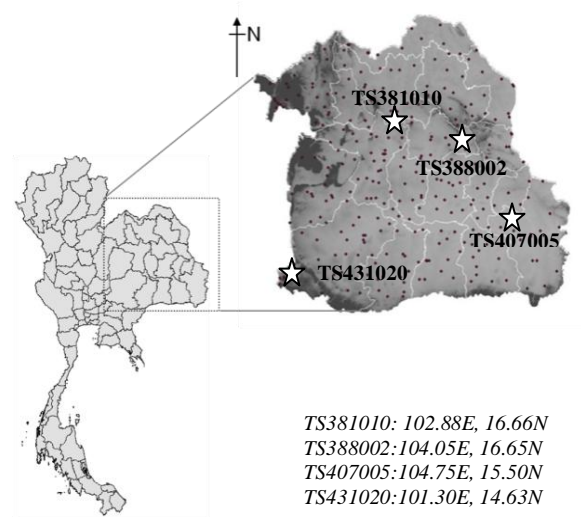 N
TS381010
TS388002
TS407005
TS431020
TS381010: 102.88E, 16.66N
TS388002:104.05E, 16.65N
TS407005:104.75E, 15.50N
TS431020:101.30E, 14.63N